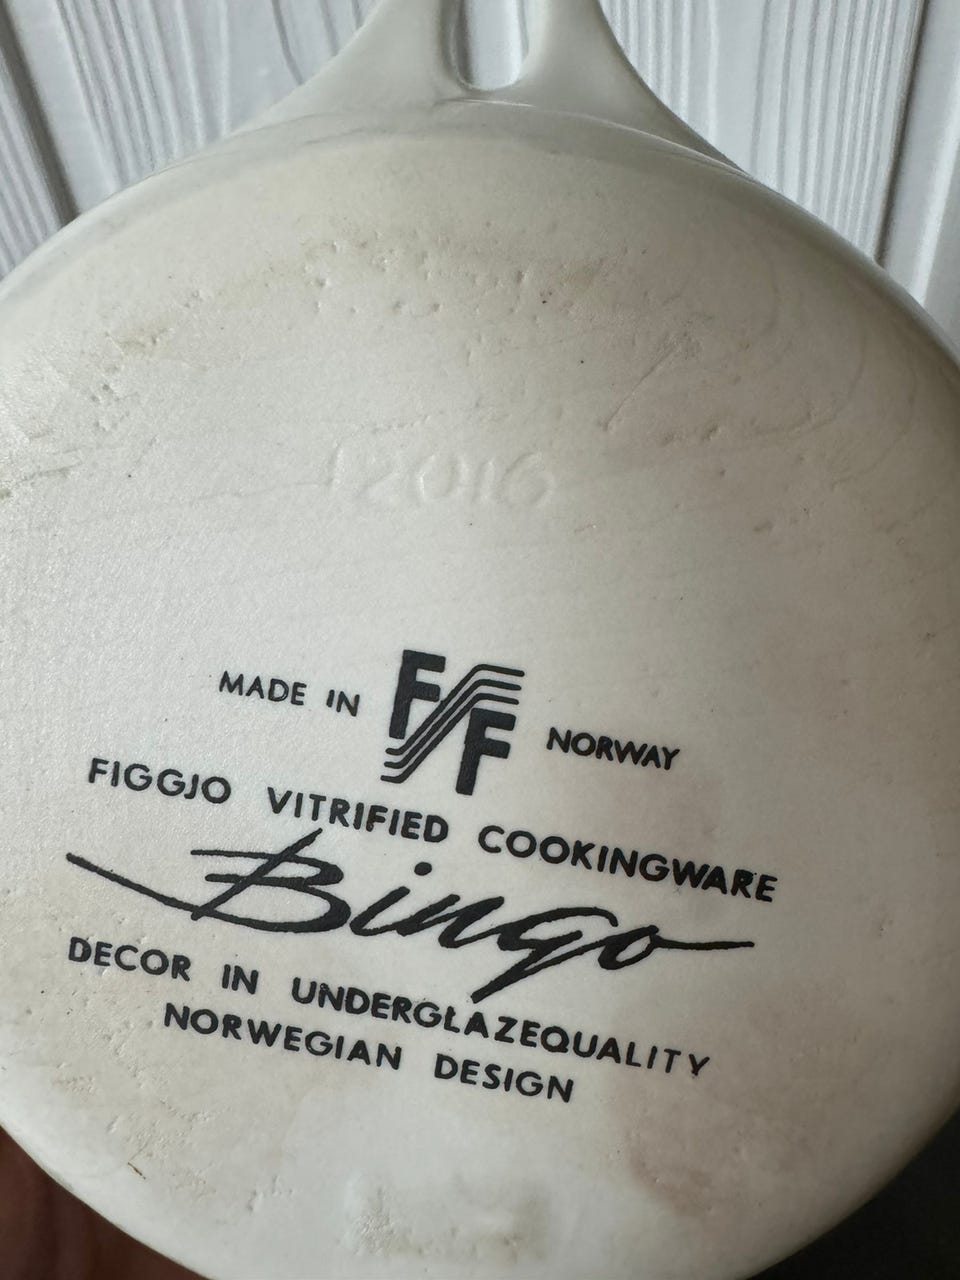 12016
MADE IN FF NORWAY
FIGGJO VITRIFIED COOKINGWARE
Bingo
DECOR IN UNDERGLAZEQUALITY
NORWEGIAN DESIGN